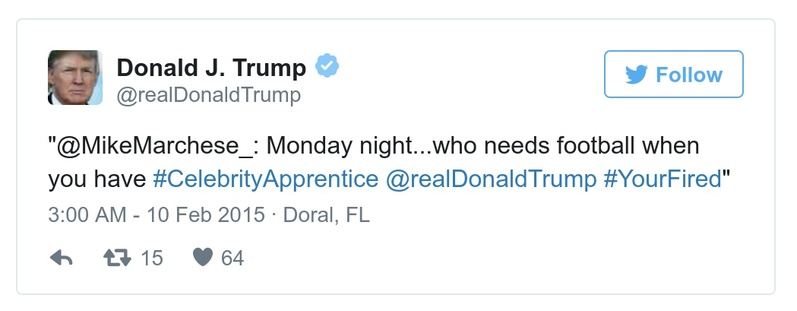 Donald J. Trump
@realDonaldTrump
Follow
"@MikeMarchese_: Monday night...who needs football when
you have #CelebrityApprentice @realDonaldTrump #YourFired"
3:00 AM - 10 Feb 2015 · Doral, FL
15 64